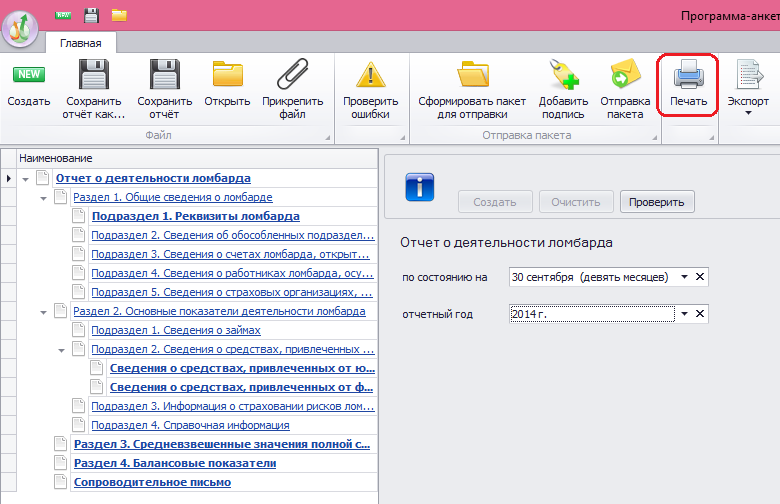 NEW
Программа-анкет
Главная
NEW
Создать
Сохранить
отчёт как...
Сохранить
отчёт
Открыть
Прикрепить
файл
Проверить
ошибки
Сформировать пакет
для отправки
Добавить
подпись
Отправка
пакета
Печать
Экспорт
Файл
Отправка пакета
Наименование
Отчет о деятельности ломбарда
Раздел 1. Общие сведения о ломбарде
Подраздел 1. Реквизиты ломбарда
Подраздел 2. Сведения об обособленных подраздел...
Подраздел 3. Сведения о счетах ломбарда, открыт...
Подраздел 4. Сведения о работниках ломбарда, осу...
Подраздел 5. Сведения о страховых организациях, ...
Раздел 2. Основные показатели деятельности ломбарда
Подраздел 1. Сведения о займах
Подраздел 2. Сведения о средствах, привлеченных ...
Сведения о средствах, привлеченных от ю...
Сведения о средствах, привлеченных от ф...
Подраздел 3. Информация о страховании рисков лом...
Подраздел 4. Справочная информация
Раздел 3. Средневзвешенные значения полной с...
Раздел 4. Балансовые показатели
Сопроводительное письмо
Создать
Очистить
Проверить
Отчет о деятельности ломбарда
по состоянию на
30 сентября (девять месяцев)
отчетный год
2014 г.